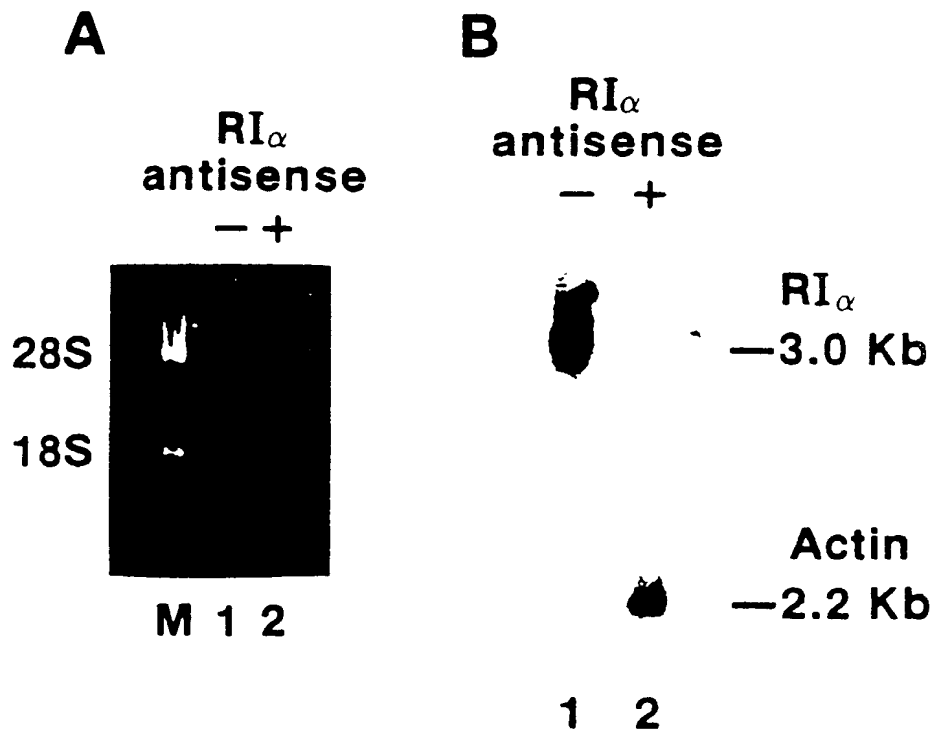 A
RIα
antisense
− +
28S
18S
M 1 2
B
RIα
antisense
− +
RIα
—3.0 Kb
Actin
—2.2 Kb
1 2